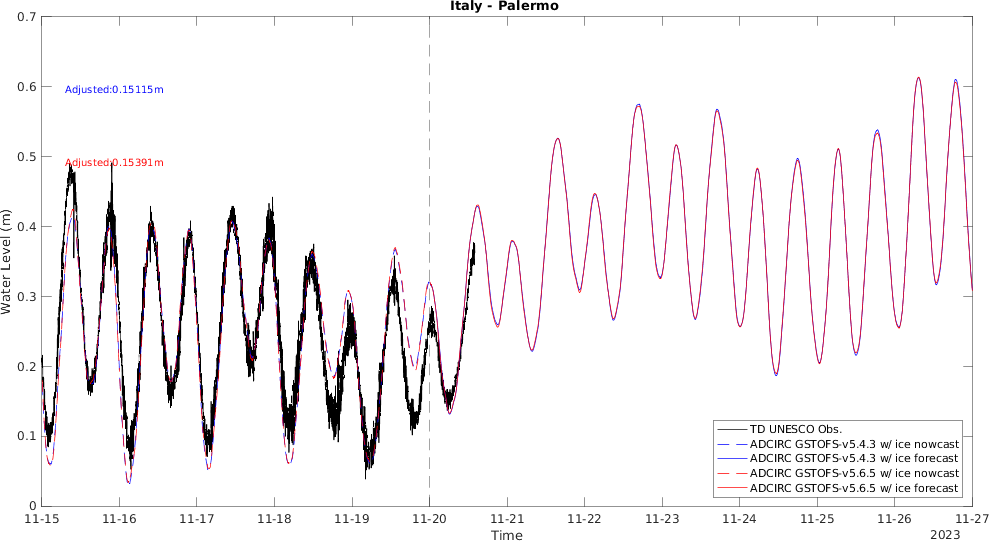 Italy - Palermo
0.7
0.6
0.5
0.4
0.3
0.2
0.1
0
Water Level (m)
Adjusted:0.15115m
Adjusted:0.15391m
TD UNESCO Obs.
ADCIRC GSTOFS-v5.4.3 w/ ice nowcast
ADCIRC GSTOFS-v5.4.3 w/ ice forecast
ADCIRC GSTOFS-v5.6.5 w/ ice nowcast
ADCIRC GSTOFS-v5.6.5 w/ ice forecast
11-15 11-16 11-17 11-18 11-19 11-20 11-21 11-22 11-23 11-24 11-25 11-26 11-27
Time
2023